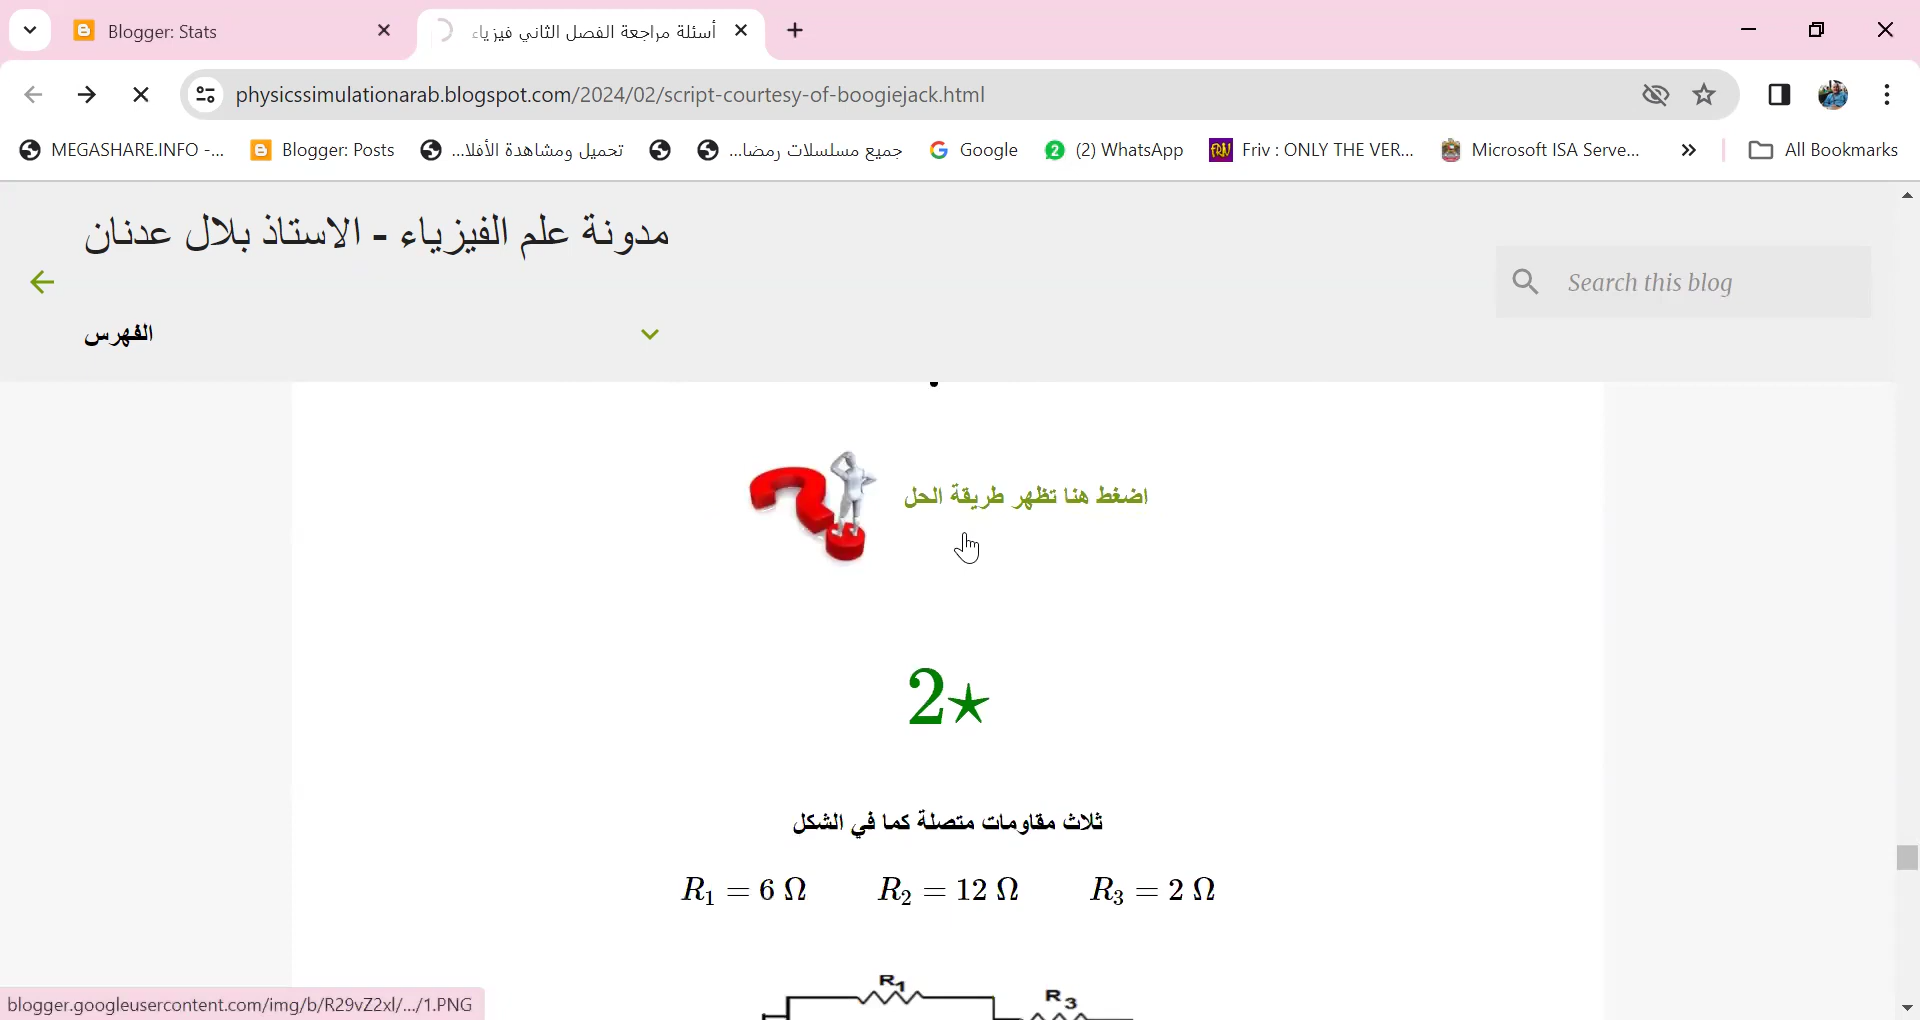 Blogger: Stats
أسئلة مراجعة الفصل الثاني فيزياء
physicssimulationarab.blogspot.com/2024/02/script-courtesy-of-boogiejack.html
MEGASHARE.INFO -...
Blogger: Posts
تحميل ومشاهدة الأفلا...
جميع مسلسلات رمضا...
Google
(2) WhatsApp
Friv : ONLY THE VER...
Microsoft ISA Serve...
»
All Bookmarks
مدونة علم الفيزياء - الاستاذ بلال عدنان
Search this blog
الفهرس
اضغط هنا تظهر طريقة الحل
2★
ثلاث مقاومات متصلة كما في الشكل
R₁ = 6 Ω R₂ = 12 Ω R₃ = 2 Ω
R₁
R₃
blogger.googleusercontent.com/img/b/R29vZ2xl/.../1.PNG